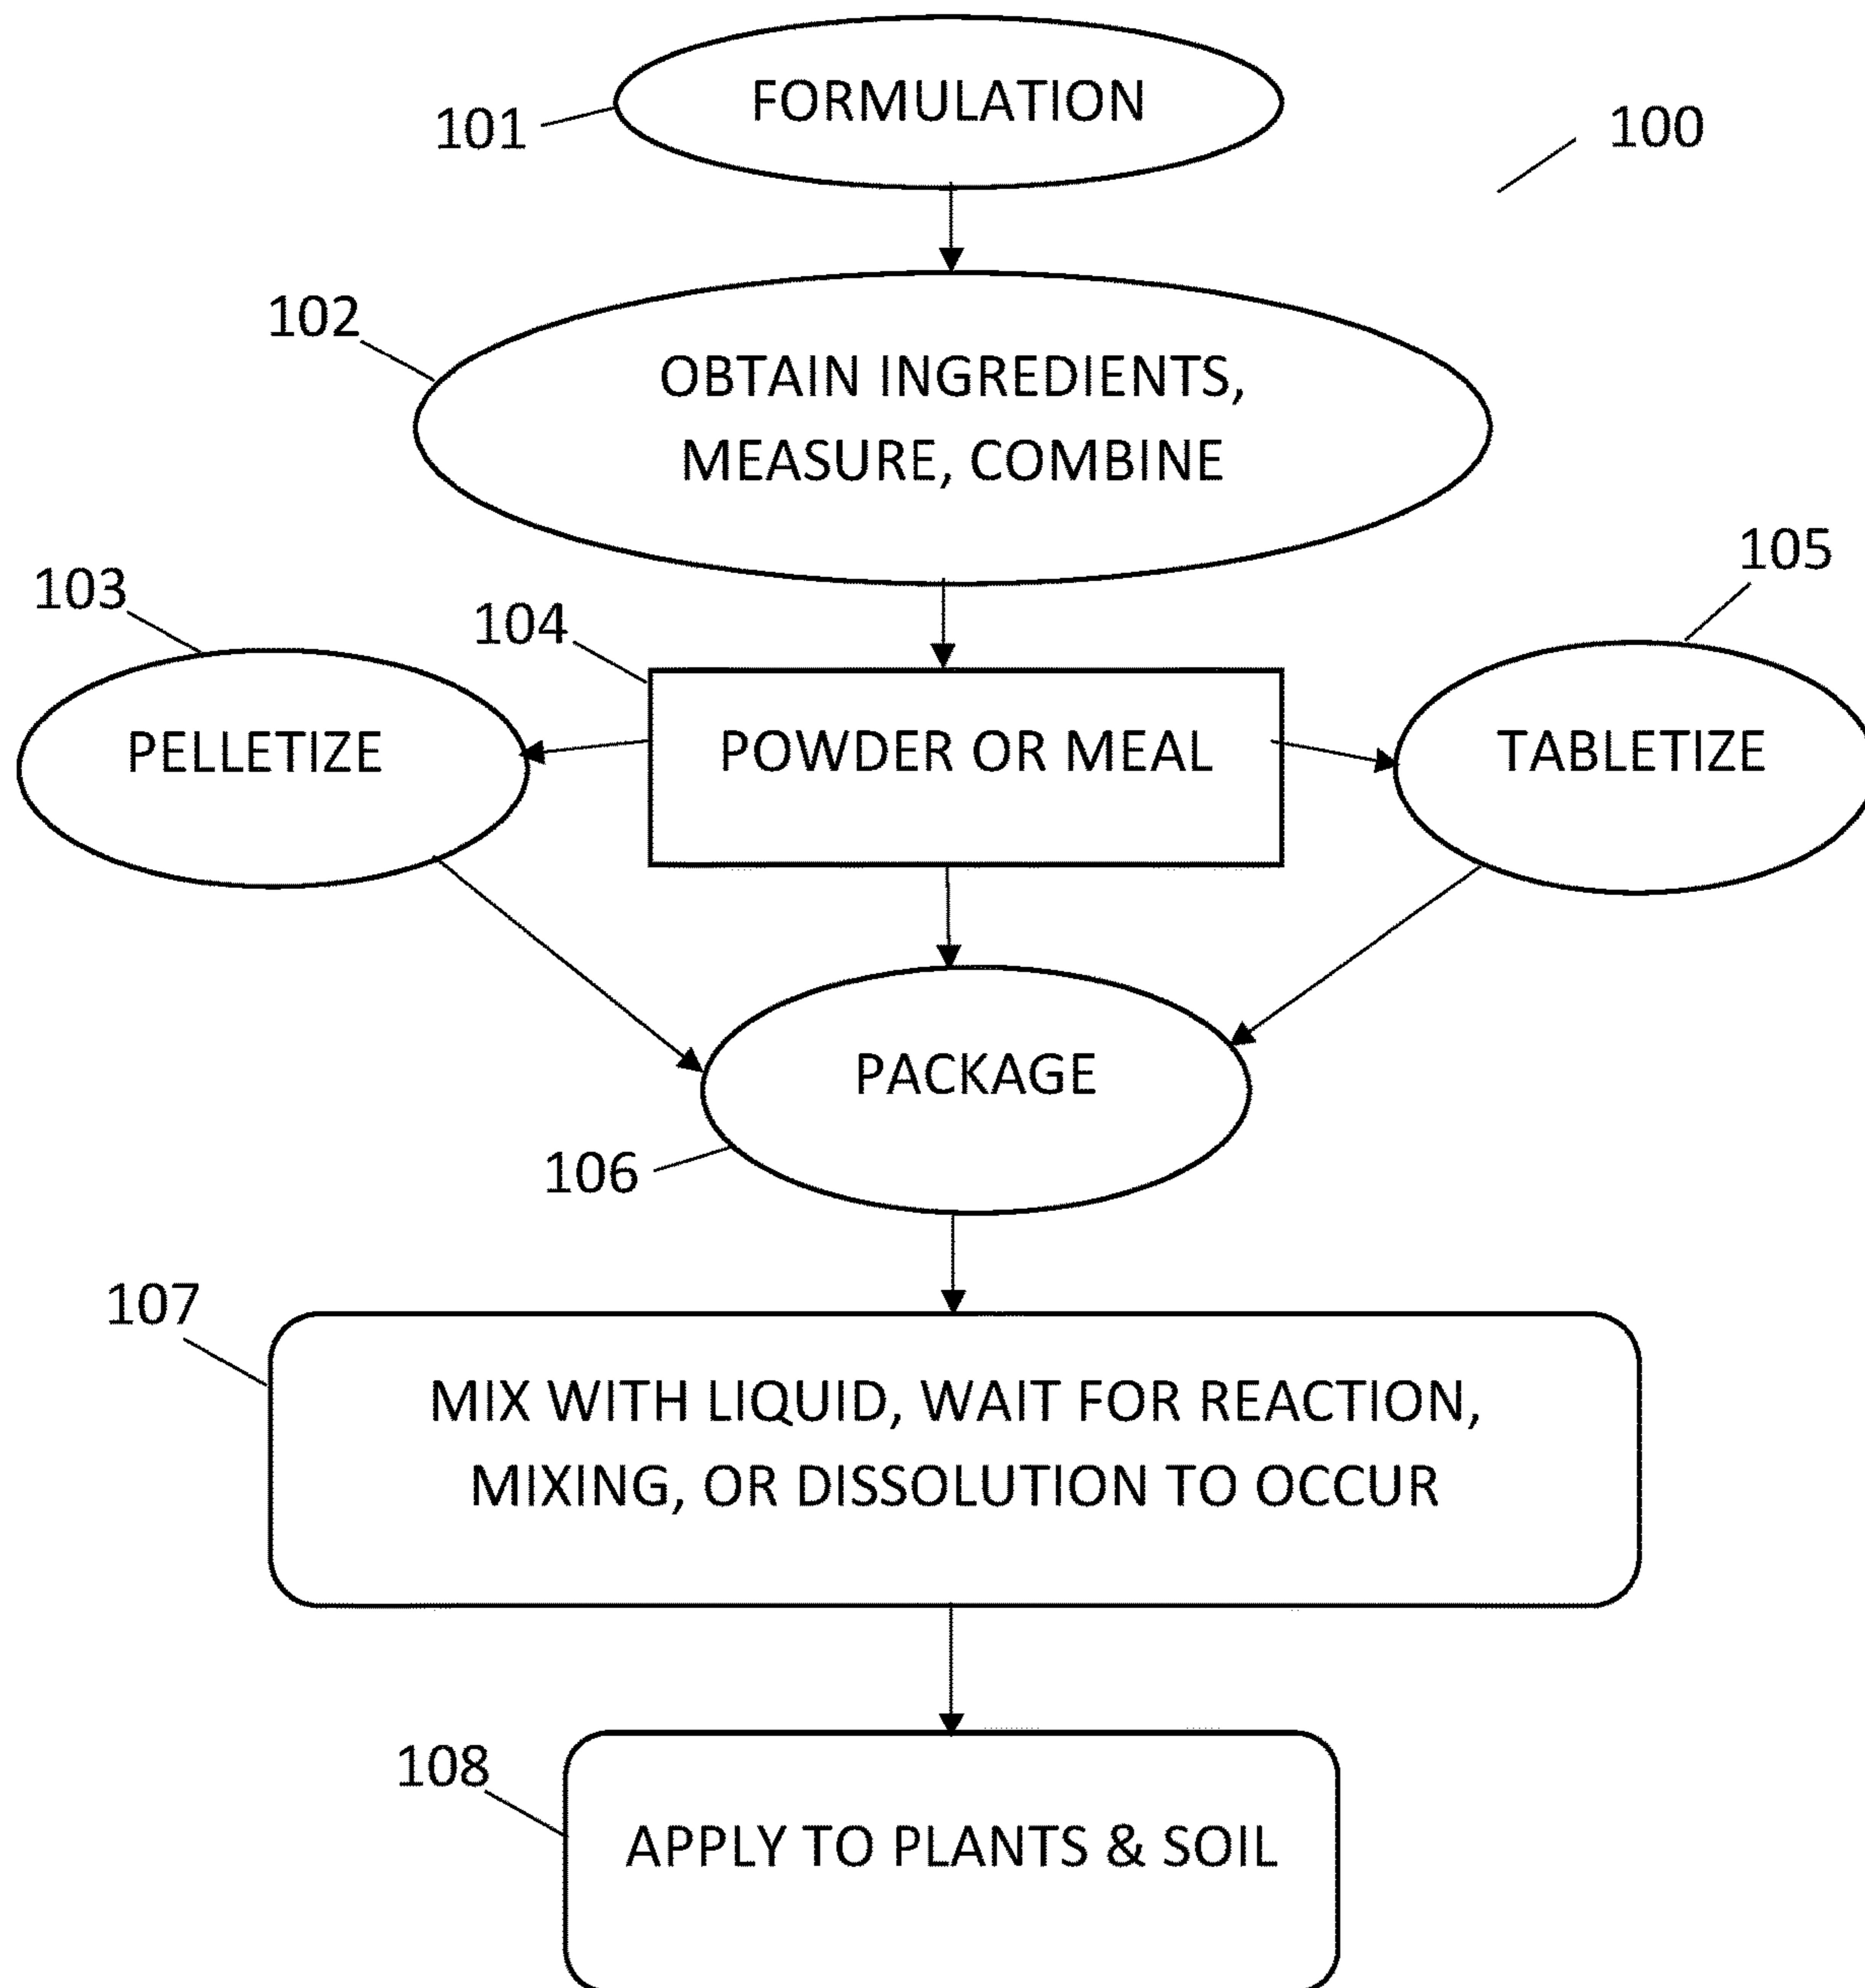 FORMULATION
101
100
102
OBTAIN INGREDIENTS,
MEASURE, COMBINE
103
104
105
PELLETIZE
POWDER OR MEAL
TABLETIZE
PACKAGE
106
107
MIX WITH LIQUID, WAIT FOR REACTION,
MIXING, OR DISSOLUTION TO OCCUR
108
APPLY TO PLANTS & SOIL